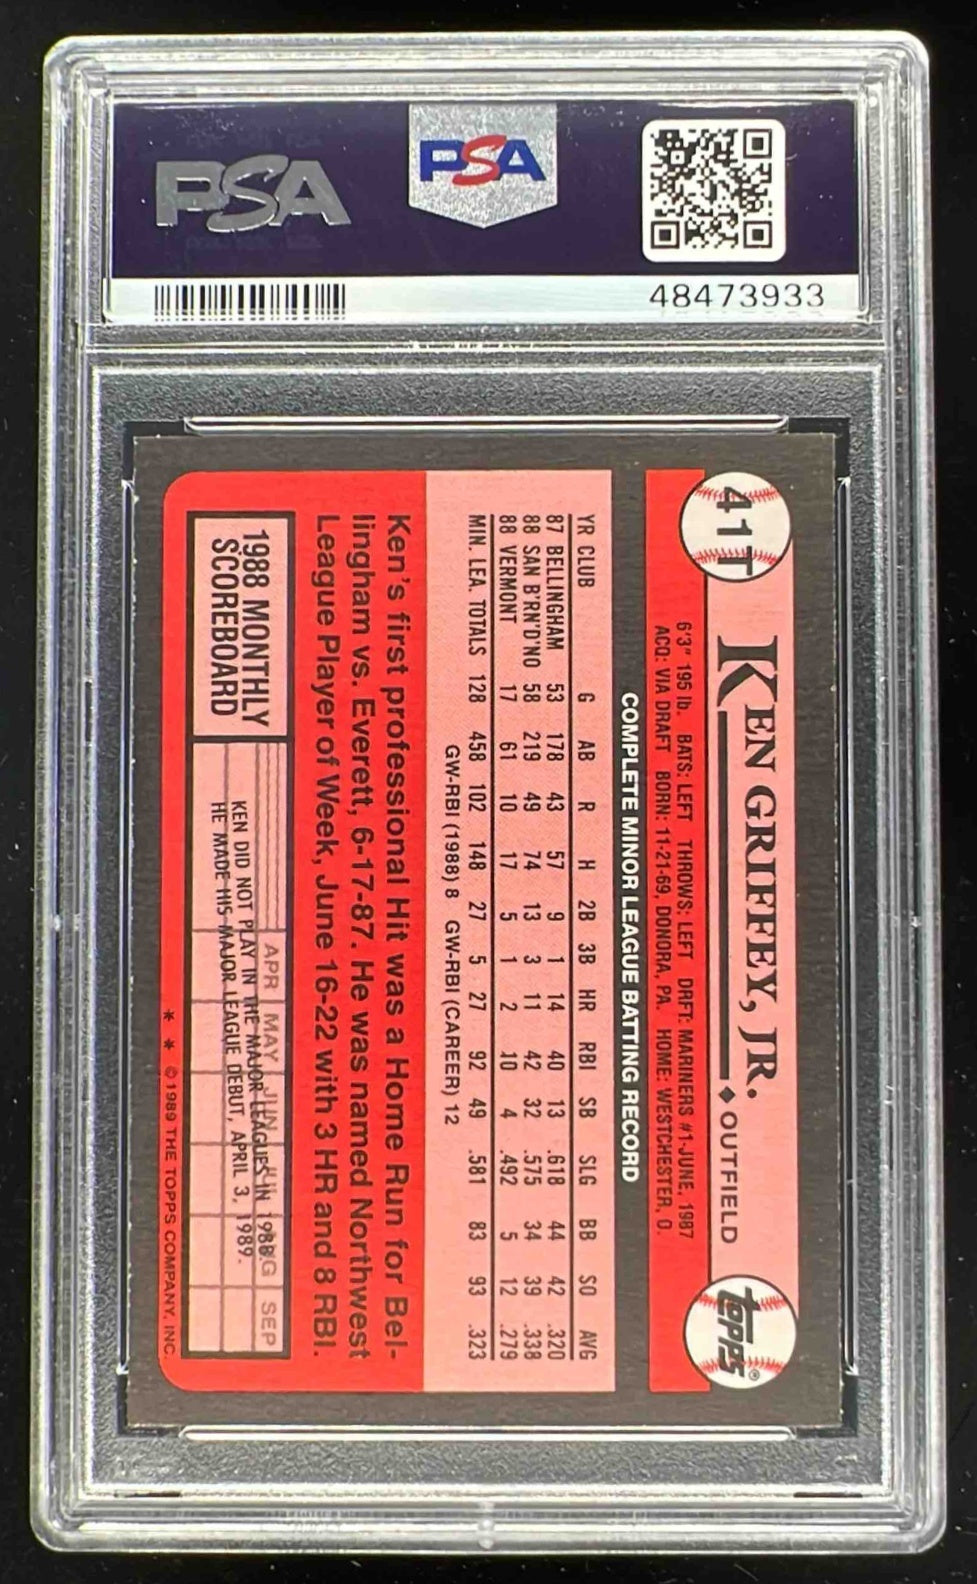 PSA
PSA
48473933
41T
KEN GRIFFEY, JR. ◆ OUTFIELD
topps®
6'3" 195 lb. BATS: LEFT THROWS: LEFT DRFT: MARINERS #1-JUNE, 1987
ACQ: VIA DRAFT BORN: 11-21-69, DONORA, PA. HOME: WESTCHESTER, O.
COMPLETE MINOR LEAGUE BATTING RECORD
YR CLUB G AB R H 2B 3B HR RBI SB SLG BB SO AVG
87 BELLINGHAM 53 178 43 57 9 1 14 40 13 .618 44 42 .320
88 SAN B'RN'D'NO 58 219 49 74 13 3 11 42 32 .575 34 39 .338
88 VERMONT 17 61 10 17 5 1 2 10 4 .492 5 12 .279
MIN. LEA. TOTALS 128 458 102 148 27 5 27 92 49 .581 83 93 .323
GW-RBI (1988) 8 GW-RBI (CAREER) 12
Ken's first professional Hit was a Home Run for Bel-
lingham vs. Everett, 6-17-87. He was named Northwest
League Player of Week, June 16-22 with 3 HR and 8 RBI.
1988 MONTHLY
SCOREBOARD
APR MAY JUN JUL AUG SEP
KEN DID NOT PLAY IN THE MAJOR LEAGUES IN 1988.
HE MADE HIS MAJOR LEAGUE DEBUT, APRIL 3, 1989.
* * © 1989 THE TOPPS COMPANY, INC.